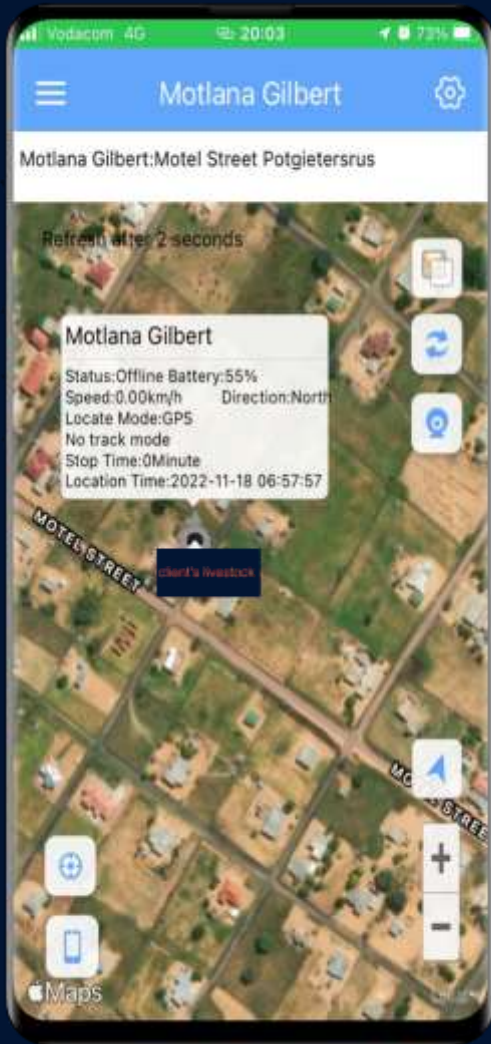 Vodacom 4G 20:03 73%
Motlana Gilbert
Motlana Gilbert:Motel Street Potgietersrus
Refresh after 2 seconds
Motlana Gilbert
Status:Offline Battery:55%
Speed:0.00km/h Direction:North
Locate Mode:GPS
No track mode
Stop Time:0Minute
Location Time:2022-11-18 06:57:57
MOTEL STREET
client's livestock
MOTEL STREET
+
−
Maps